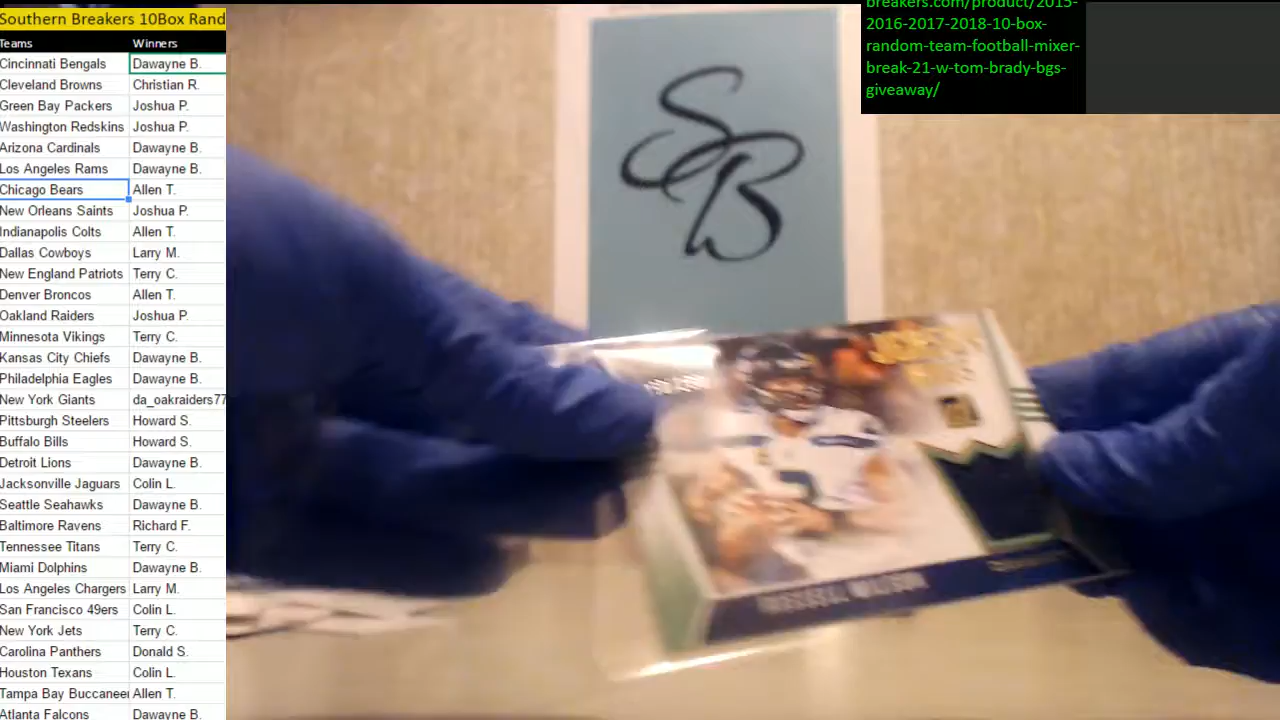 Southern Breakers 10Box Rand
Teams Winners
Cincinnati Bengals Dawayne B.
Cleveland Browns Christian R.
Green Bay Packers Joshua P.
Washington Redskins Joshua P.
Arizona Cardinals Dawayne B.
Los Angeles Rams Dawayne B.
Chicago Bears Allen T.
New Orleans Saints Joshua P.
Indianapolis Colts Allen T.
Dallas Cowboys Larry M.
New England Patriots Terry C.
Denver Broncos Allen T.
Oakland Raiders Joshua P.
Minnesota Vikings Terry C.
Kansas City Chiefs Dawayne B.
Philadelphia Eagles Dawayne B.
New York Giants da_oakraiders77
Pittsburgh Steelers Howard S.
Buffalo Bills Howard S.
Detroit Lions Dawayne B.
Jacksonville Jaguars Colin L.
Seattle Seahawks Dawayne B.
Baltimore Ravens Richard F.
Tennessee Titans Terry C.
Miami Dolphins Dawayne B.
Los Angeles Chargers Larry M.
San Francisco 49ers Colin L.
New York Jets Terry C.
Carolina Panthers Donald S.
Houston Texans Colin L.
Tampa Bay Buccanee Allen T.
Atlanta Falcons Dawayne B.
breakers.com/product/2015-
2016-2017-2018-10-box-
random-team-football-mixer-
break-21-w-tom-brady-bgs-
giveaway/
SB
RUSSELL WILSON